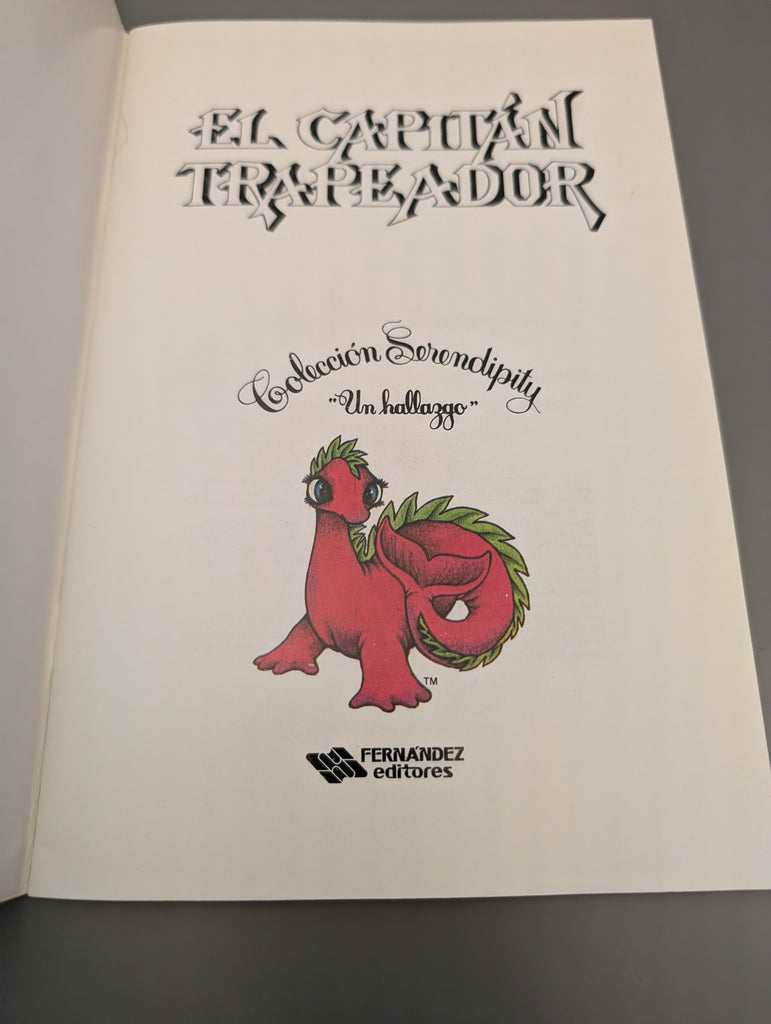 EL CAPITÁN
TRAPEADOR
Colección Serendipity
"Un hallazgo"
TM
FERNÁNDEZ
editores